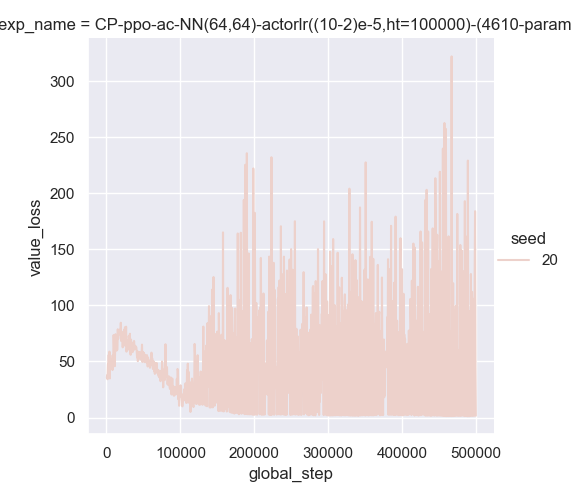 exp_name = CP-ppo-ac-NN(64,64)-actorlr((10-2)e-5,ht=100000)-(4610-param
300
250
200
150
100
50
0
value_loss
seed
20
0 100000 200000 300000 400000 500000
global_step